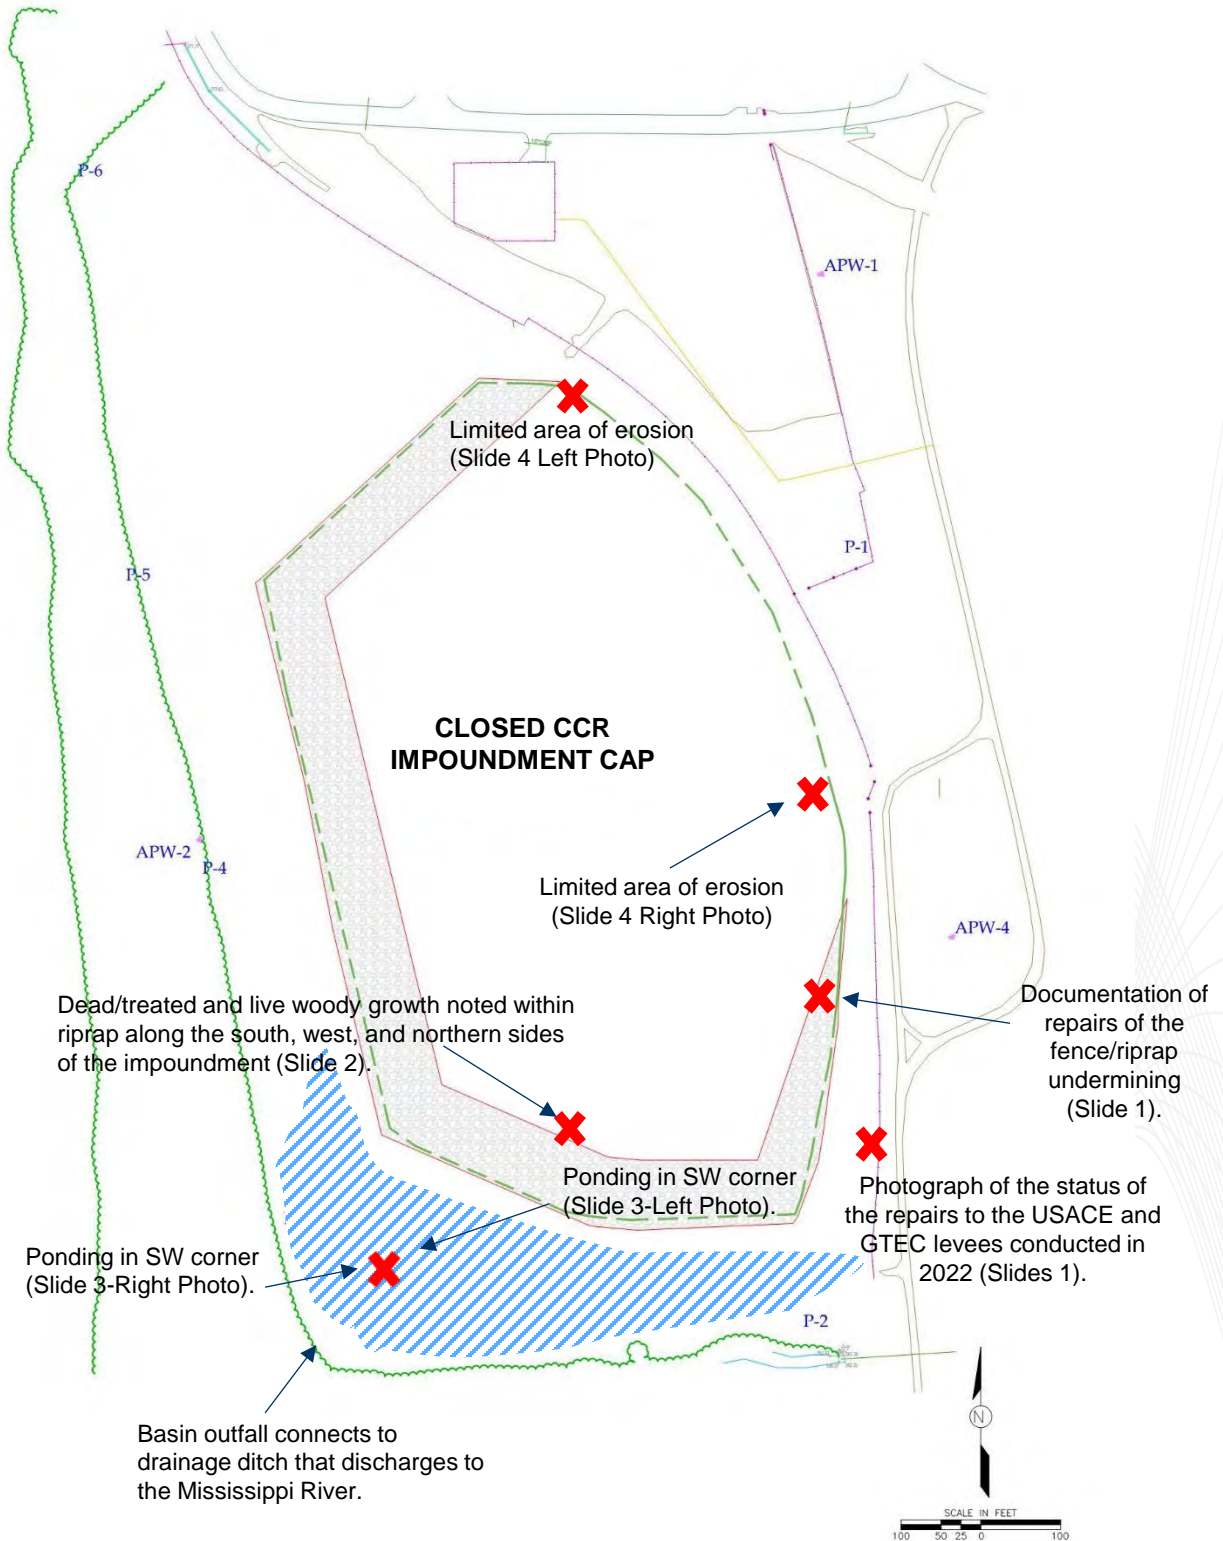 P-6
APW-1
Limited area of erosion
(Slide 4 Left Photo)
P-1
P-5
CLOSED CCR
IMPOUNDMENT CAP
APW-2
P-4
Limited area of erosion
(Slide 4 Right Photo)
APW-4
Dead/treated and live woody growth noted within
riprap along the south, west, and northern sides
of the impoundment (Slide 2).
Documentation of
repairs of the
fence/riprap
undermining
(Slide 1).
Ponding in SW corner
(Slide 3-Left Photo).
Photograph of the status of
the repairs to the USACE and
GTEC levees conducted in
2022 (Slides 1).
Ponding in SW corner
(Slide 3-Right Photo).
P-2
Basin outfall connects to
drainage ditch that discharges to
the Mississippi River.
N
SCALE IN FEET
100 50 25 0 100